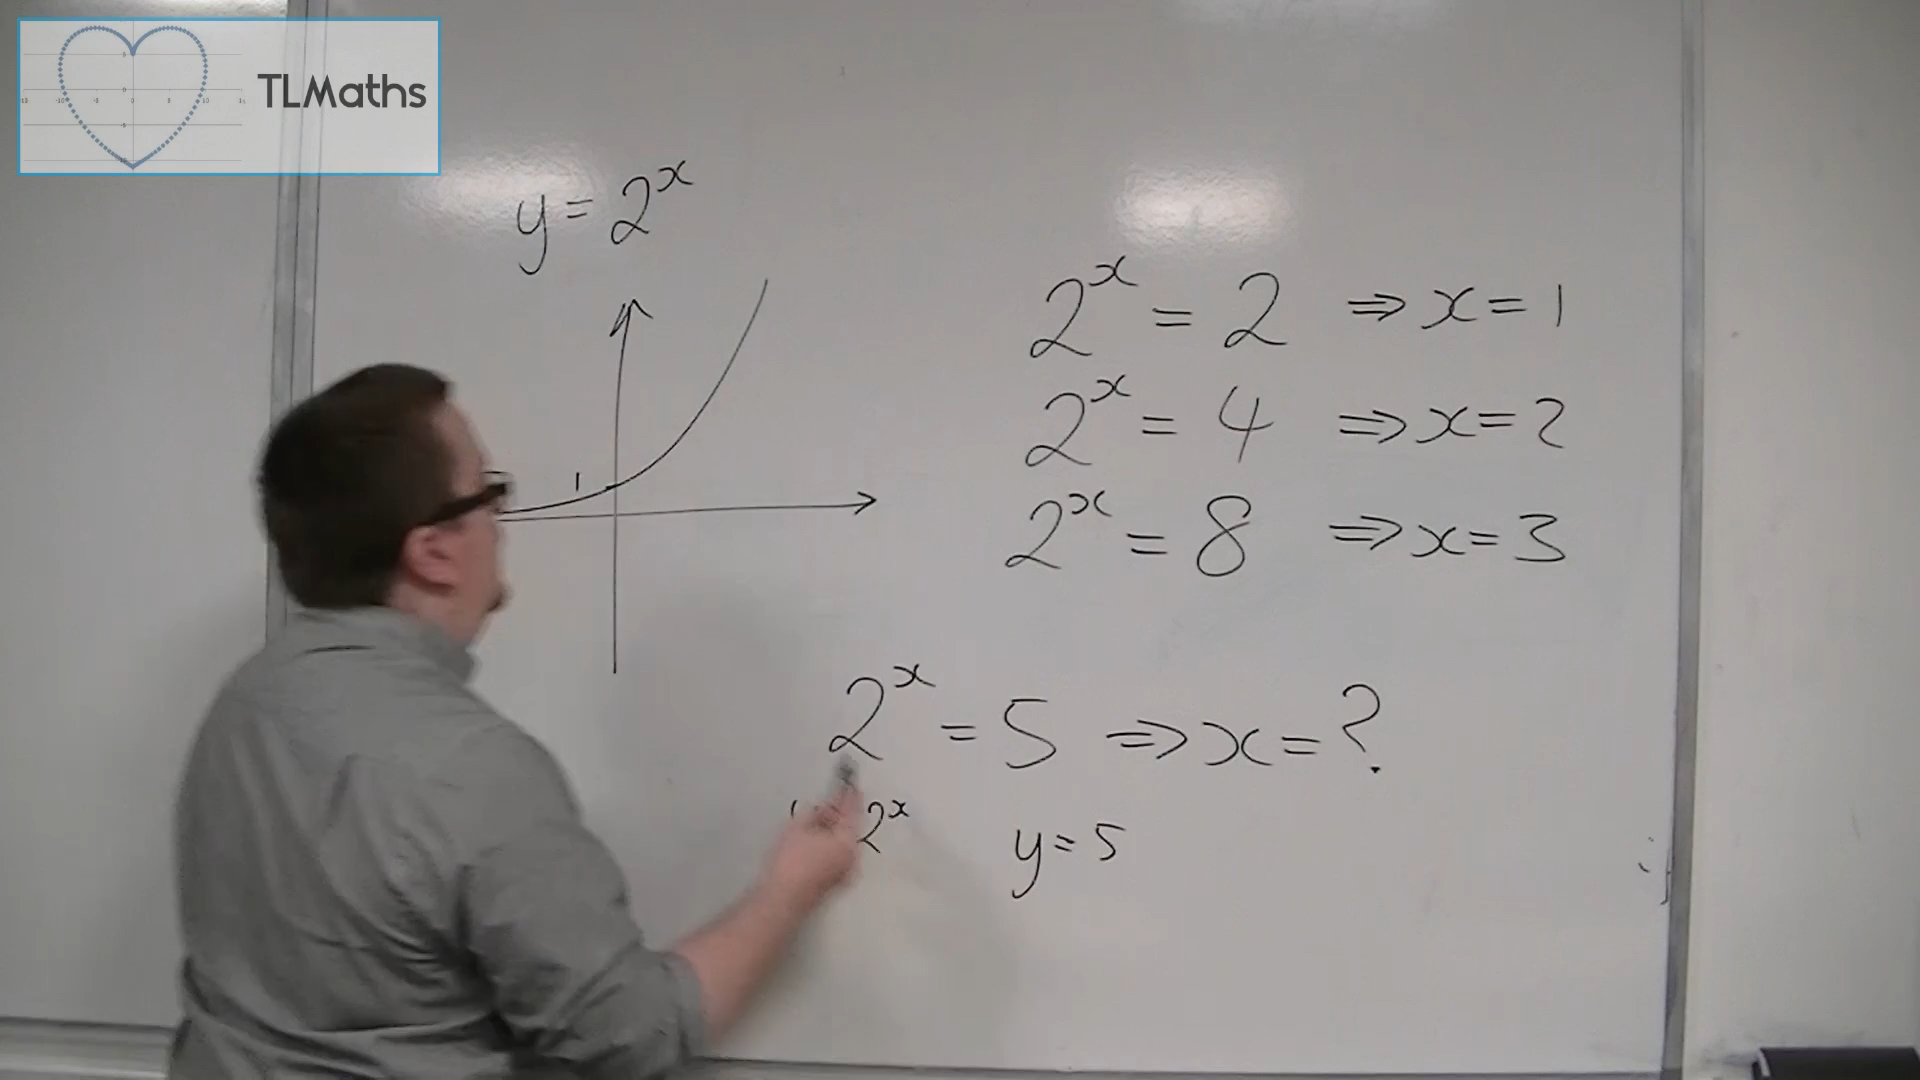 TLMaths
y = 2^x
1
2^x = 2 ⇒ x = 1
2^x = 4 ⇒ x = 2
2^x = 8 ⇒ x = 3
2^x = 5 ⇒ x = ?
2^x y = 5